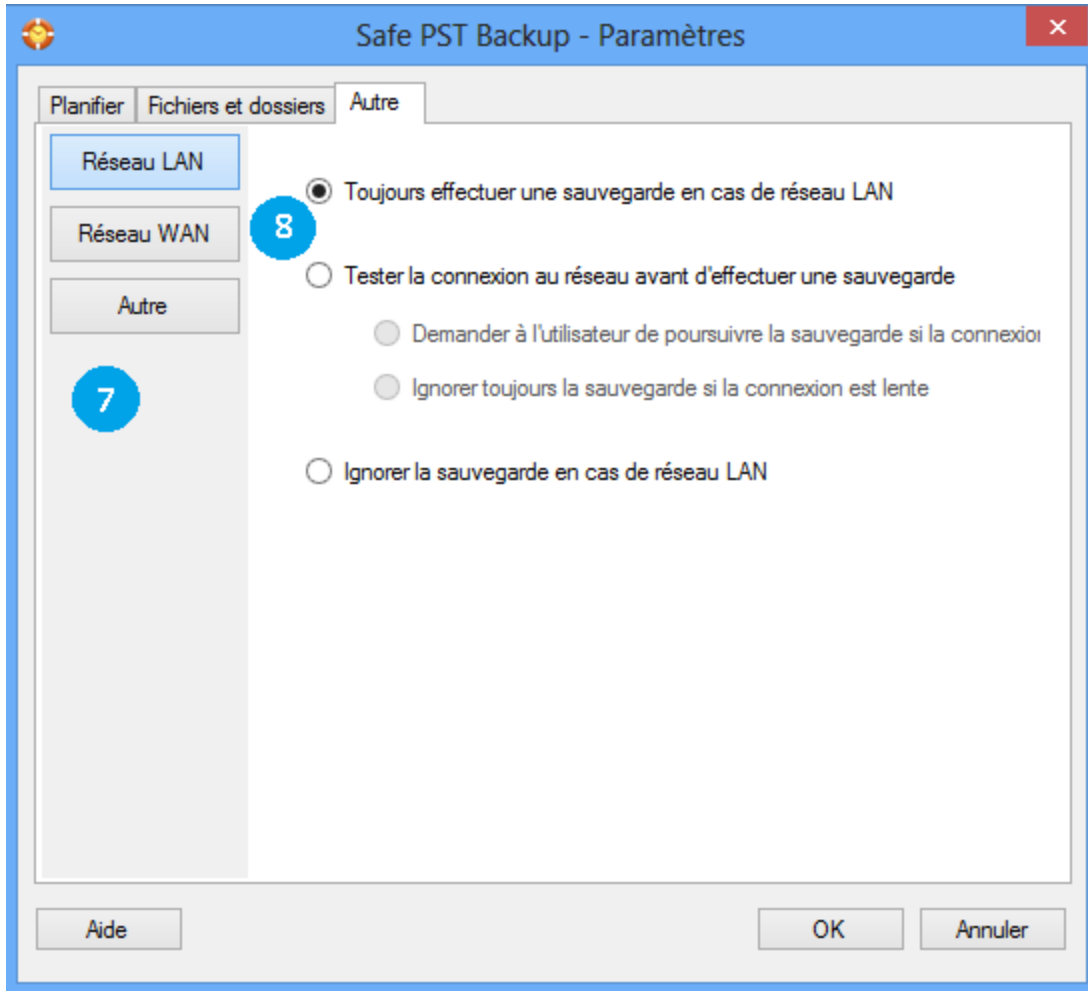 Safe PST Backup - Paramètres
Planifier Fichiers et dossiers Autre
Réseau LAN
Réseau WAN
Autre
7
8
Toujours effectuer une sauvegarde en cas de réseau LAN
Tester la connexion au réseau avant d'effectuer une sauvegarde
Demander à l'utilisateur de poursuivre la sauvegarde si la connexion
Ignorer toujours la sauvegarde si la connexion est lente
Ignorer la sauvegarde en cas de réseau LAN
Aide OK Annuler